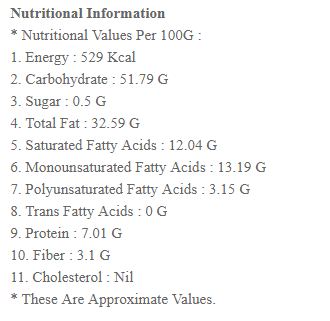 Nutritional Information
* Nutritional Values Per 100G :
1. Energy : 529 Kcal
2. Carbohydrate : 51.79 G
3. Sugar : 0.5 G
4. Total Fat : 32.59 G
5. Saturated Fatty Acids : 12.04 G
6. Monounsaturated Fatty Acids : 13.19 G
7. Polyunsaturated Fatty Acids : 3.15 G
8. Trans Fatty Acids : 0 G
9. Protein : 7.01 G
10. Fiber : 3.1 G
11. Cholesterol : Nil
* These Are Approximate Values.